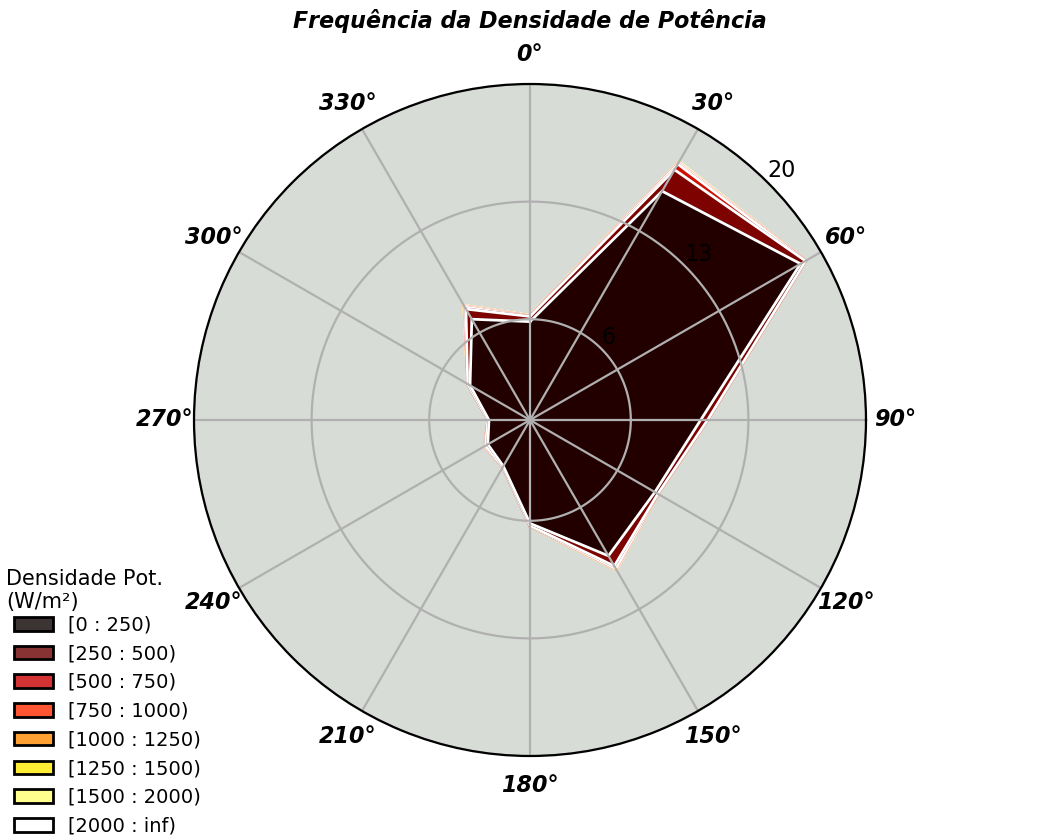 Frequência da Densidade de Potência
0°
330°
30°
20
300°
60°
13
6
270°
90°
240°
120°
210°
150°
180°
Densidade Pot.
(W/m²)
[0 : 250)
[250 : 500)
[500 : 750)
[750 : 1000)
[1000 : 1250)
[1250 : 1500)
[1500 : 2000)
[2000 : inf)